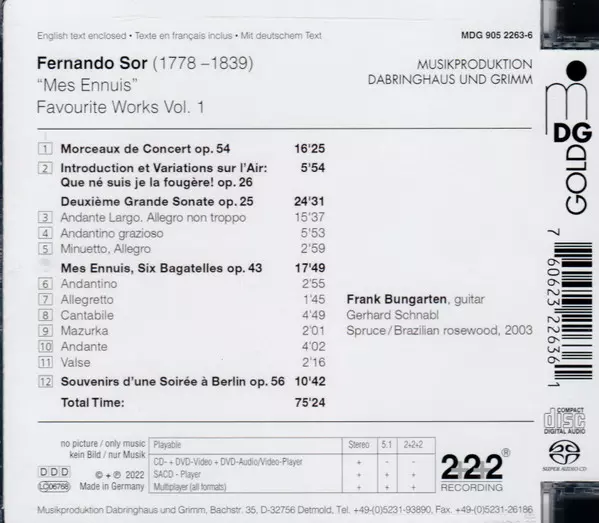 English text enclosed • Texte en français inclus • Mit deutschem Text
MDG 905 2263-6
Fernando Sor (1778 –1839)
"Mes Ennuis"
Favourite Works Vol. 1
MUSIKPRODUKTION
DABRINGHAUS UND GRIMM
1 Morceaux de Concert op. 54 16'25
2 Introduction et Variations sur l'Air: 5'54
Que né suis je la fougère! op. 26
Deuxième Grande Sonate op. 25 24'31
3 Andante Largo. Allegro non troppo 15'37
4 Andantino grazioso 5'53
5 Minuetto, Allegro 2'59
Mes Ennuis, Six Bagatelles op. 43 17'49
6 Andantino 2'55
7 Allegretto 1'45
8 Cantabile 4'49
9 Mazurka 2'01
10 Andante 4'02
11 Valse 2'16
12 Souvenirs d'une Soirée à Berlin op. 56 10'42
Total Time: 75'24
Frank Bungarten, guitar
Gerhard Schnabl
Spruce/Brazilian rosewood, 2003
DG
GOLD
7 60623 22636 1
no picture / only music
kein Bild / nur Musik
DDD
LC06768
© + ℗ 2022
Made in Germany
Playable Stereo 5.1 2+2+2
CD- + DVD-Video + DVD-Audio/Video-Player + - -
SACD - Player + + -
Multiplayer (all formats) + + +
2+2+2®
RECORDING
COMPACT
disc
DIGITAL AUDIO
SUPER AUDIO CD
Musikproduktion Dabringhaus und Grimm, Bachstr. 35, D-32756 Detmold, Tel. +49-(0)5231-93890, Fax +49-(0)5231-26186